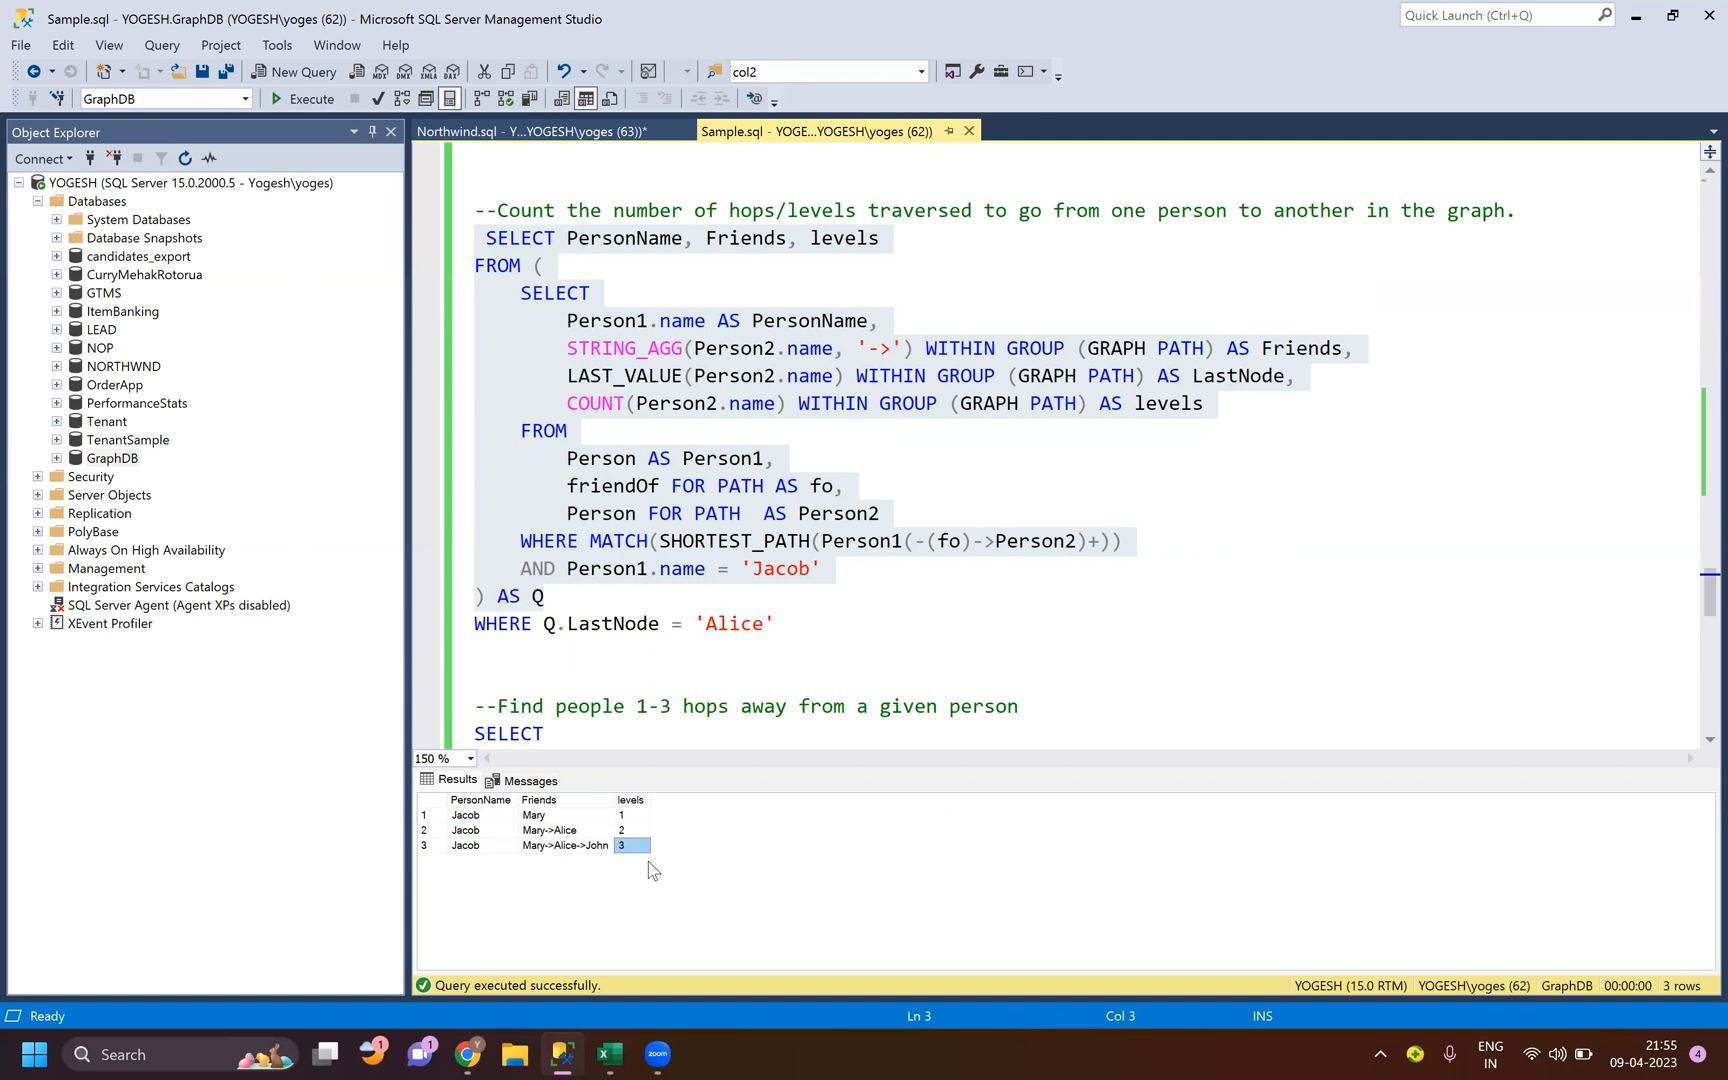 Sample.sql - YOGESH.GraphDB (YOGESH\yoges (62)) - Microsoft SQL Server Management Studio
Quick Launch (Ctrl+Q)
File Edit View Query Project Tools Window Help
New Query MDX DMX XMLA DAX col2
GraphDB Execute
Object Explorer
Northwind.sql - Y...YOGESH\yoges (63))*
Sample.sql - YOGE...YOGESH\yoges (62))
Connect
YOGESH (SQL Server 15.0.2000.5 - Yogesh\yoges)
Databases
System Databases
Database Snapshots
candidates_export
CurryMehakRotorua
GTMS
ItemBanking
LEAD
NOP
NORTHWND
OrderApp
PerformanceStats
Tenant
TenantSample
GraphDB
Security
Server Objects
Replication
PolyBase
Always On High Availability
Management
Integration Services Catalogs
SQL Server Agent (Agent XPs disabled)
XEvent Profiler
--Count the number of hops/levels traversed to go from one person to another in the graph.
SELECT PersonName, Friends, levels
FROM (
SELECT
Person1.name AS PersonName,
STRING_AGG(Person2.name, '->') WITHIN GROUP (GRAPH PATH) AS Friends,
LAST_VALUE(Person2.name) WITHIN GROUP (GRAPH PATH) AS LastNode,
COUNT(Person2.name) WITHIN GROUP (GRAPH PATH) AS levels
FROM
Person AS Person1,
friendOf FOR PATH AS fo,
Person FOR PATH  AS Person2
WHERE MATCH(SHORTEST_PATH(Person1(-(fo)->Person2)+))
AND Person1.name = 'Jacob'
) AS Q
WHERE Q.LastNode = 'Alice'
--Find people 1-3 hops away from a given person
SELECT
150 %
Results Messages
PersonName Friends levels
1 Jacob Mary 1
2 Jacob Mary->Alice 2
3 Jacob Mary->Alice->John 3
Query executed successfully.
YOGESH (15.0 RTM) YOGESH\yoges (62) GraphDB 00:00:00 3 rows
Ready Ln 3 Col 3 INS
Search
1
1
Y
zoom
ENG
IN
21:55
09-04-2023
4